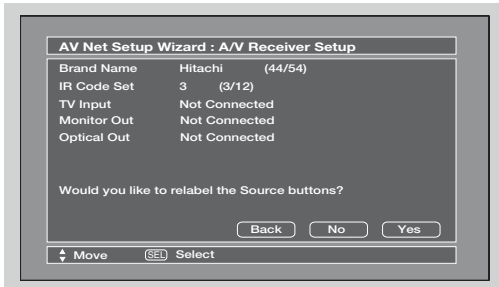 AV Net Setup Wizard : A/V Receiver Setup
Brand Name Hitachi (44/54)
IR Code Set 3 (3/12)
TV Input Not Connected
Monitor Out Not Connected
Optical Out Not Connected
Would you like to relabel the Source buttons?
Back No Yes
Move SEL Select